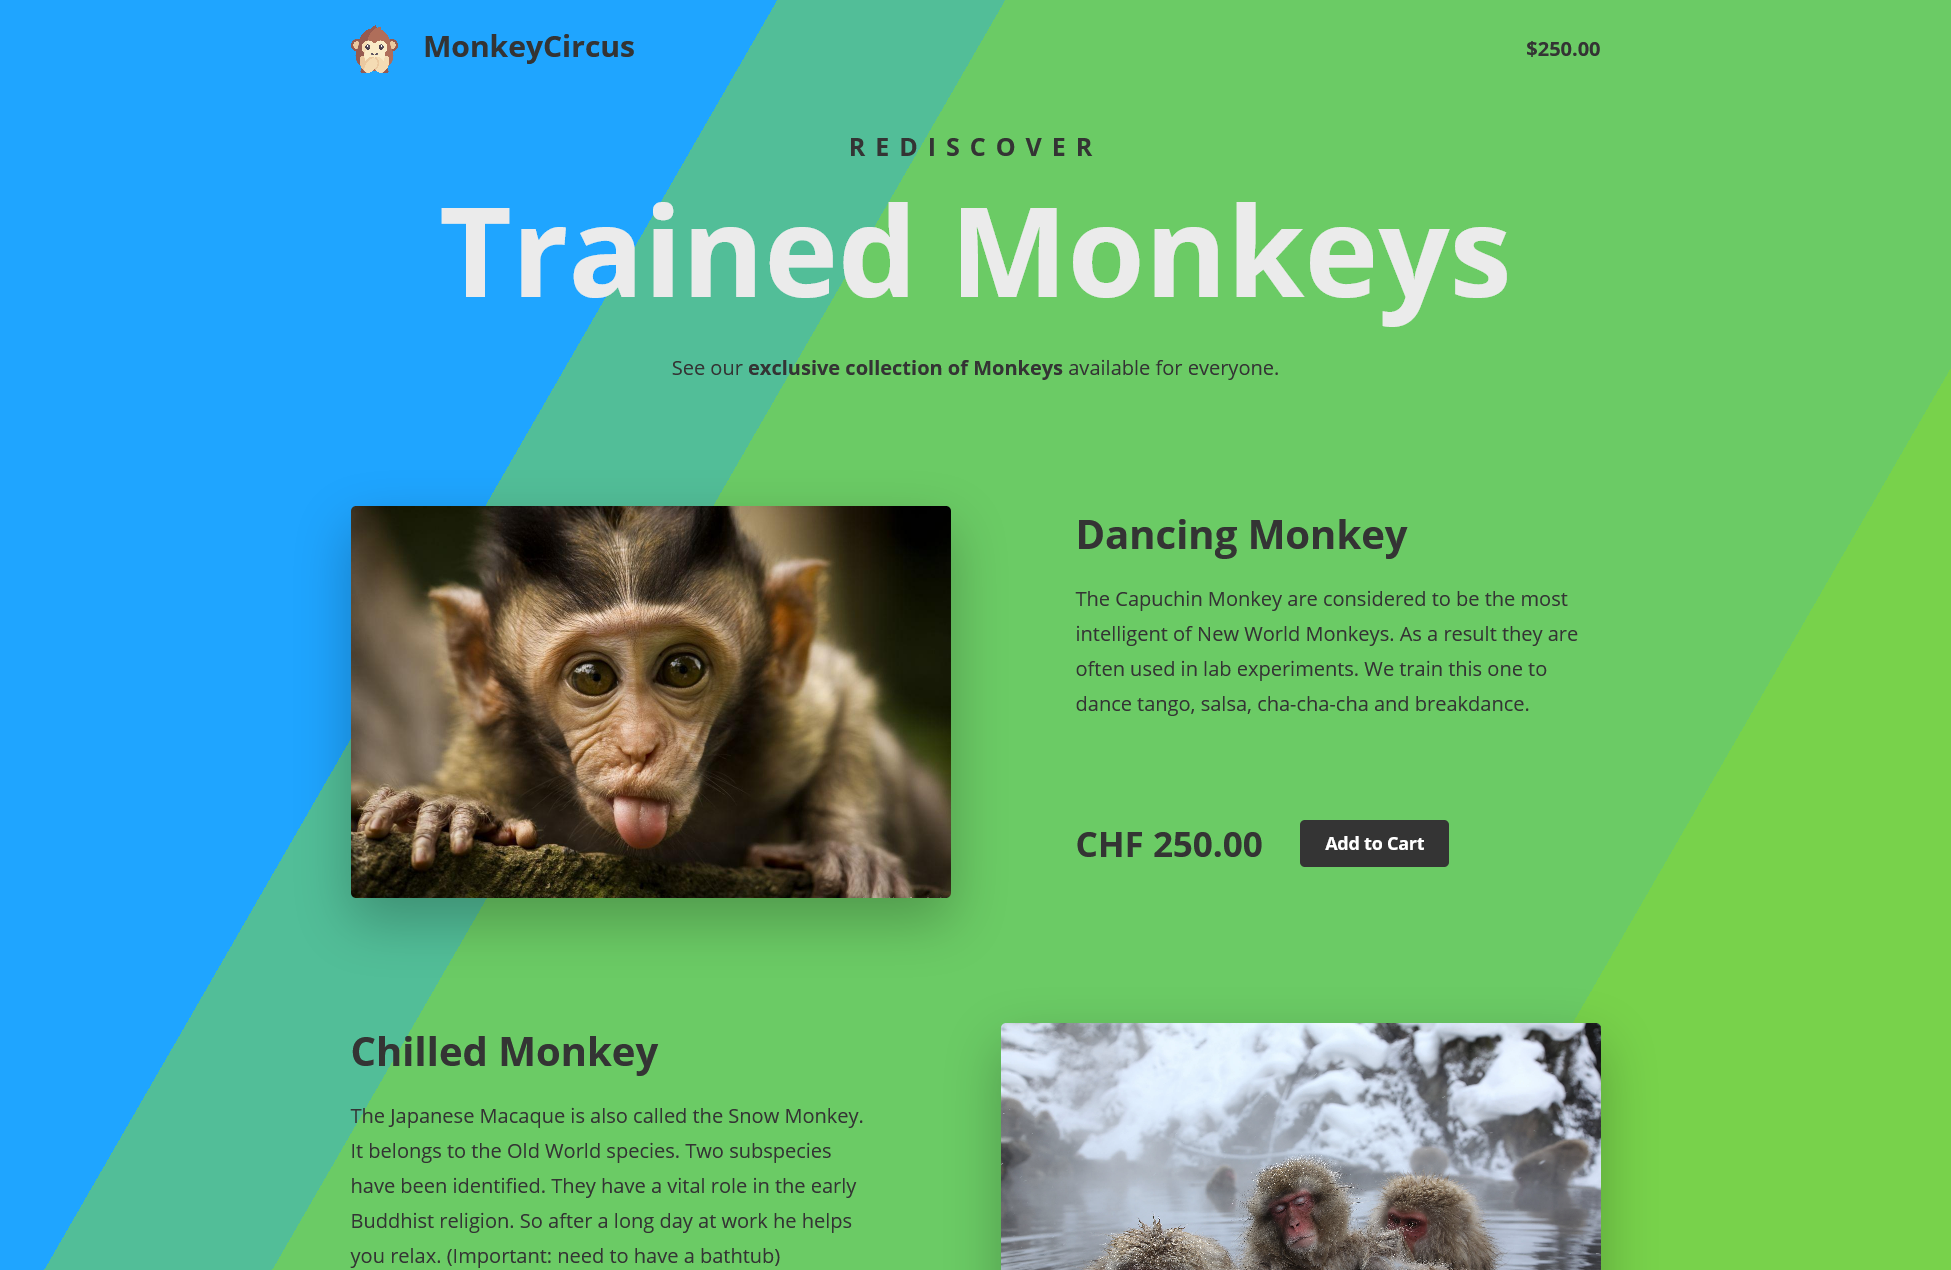 MonkeyCircus
$250.00
REDISCOVER
Trained Monkeys
See our exclusive collection of Monkeys available for everyone.
Dancing Monkey
The Capuchin Monkey are considered to be the most
intelligent of New World Monkeys. As a result they are
often used in lab experiments. We train this one to
dance tango, salsa, cha-cha-cha and breakdance.
CHF 250.00
Add to Cart
Chilled Monkey
The Japanese Macaque is also called the Snow Monkey.
It belongs to the Old World species. Two subspecies
have been identified. They have a vital role in the early
Buddhist religion. So after a long day at work he helps
you relax. (Important: need to have a bathtub)